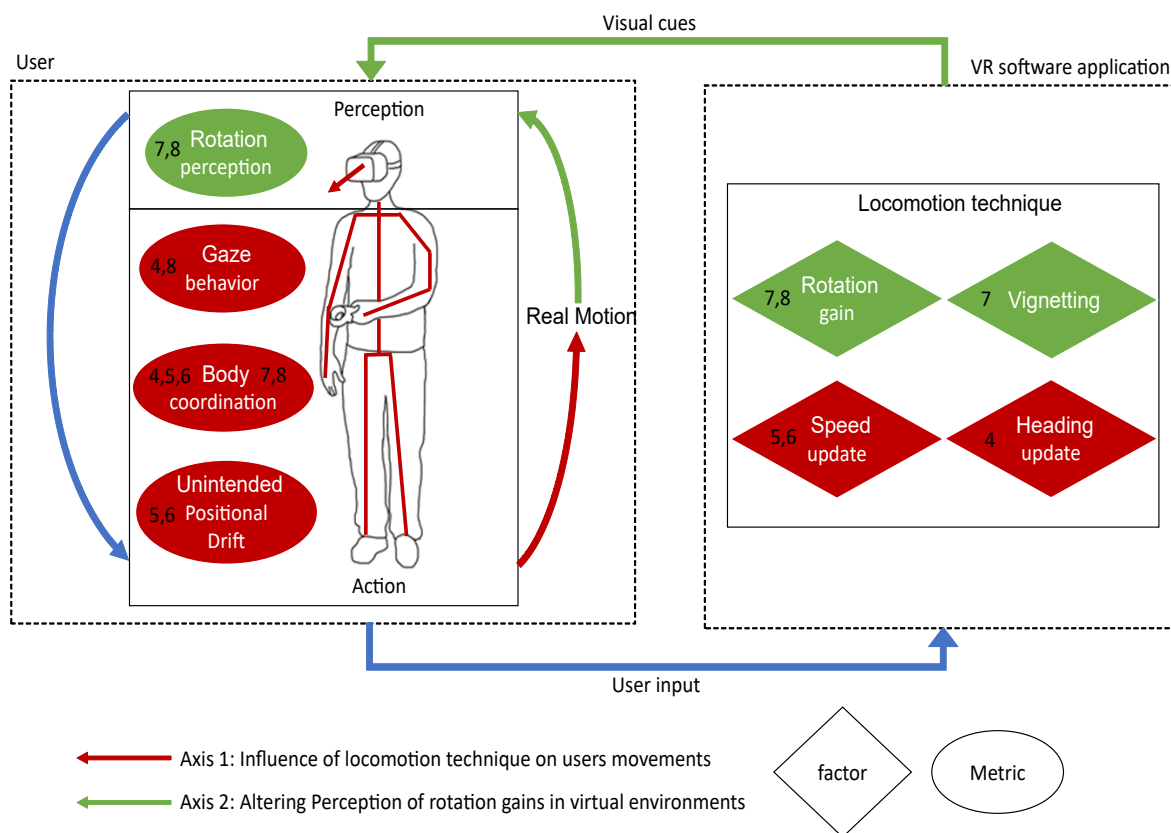 Visual cues
User
VR software application
Perception
7,8 Rotation
perception
Locomotion technique
4,8 Gaze
behavior
7,8 Rotation
gain
7 Vignetting
Real Motion
4,5,6 Body 7,8
coordination
5,6 Speed
update
4 Heading
update
Unintended
5,6 Positional
Drift
Action
User input
Axis 1: Influence of locomotion technique on users movements
Axis 2: Altering Perception of rotation gains in virtual environments
factor
Metric